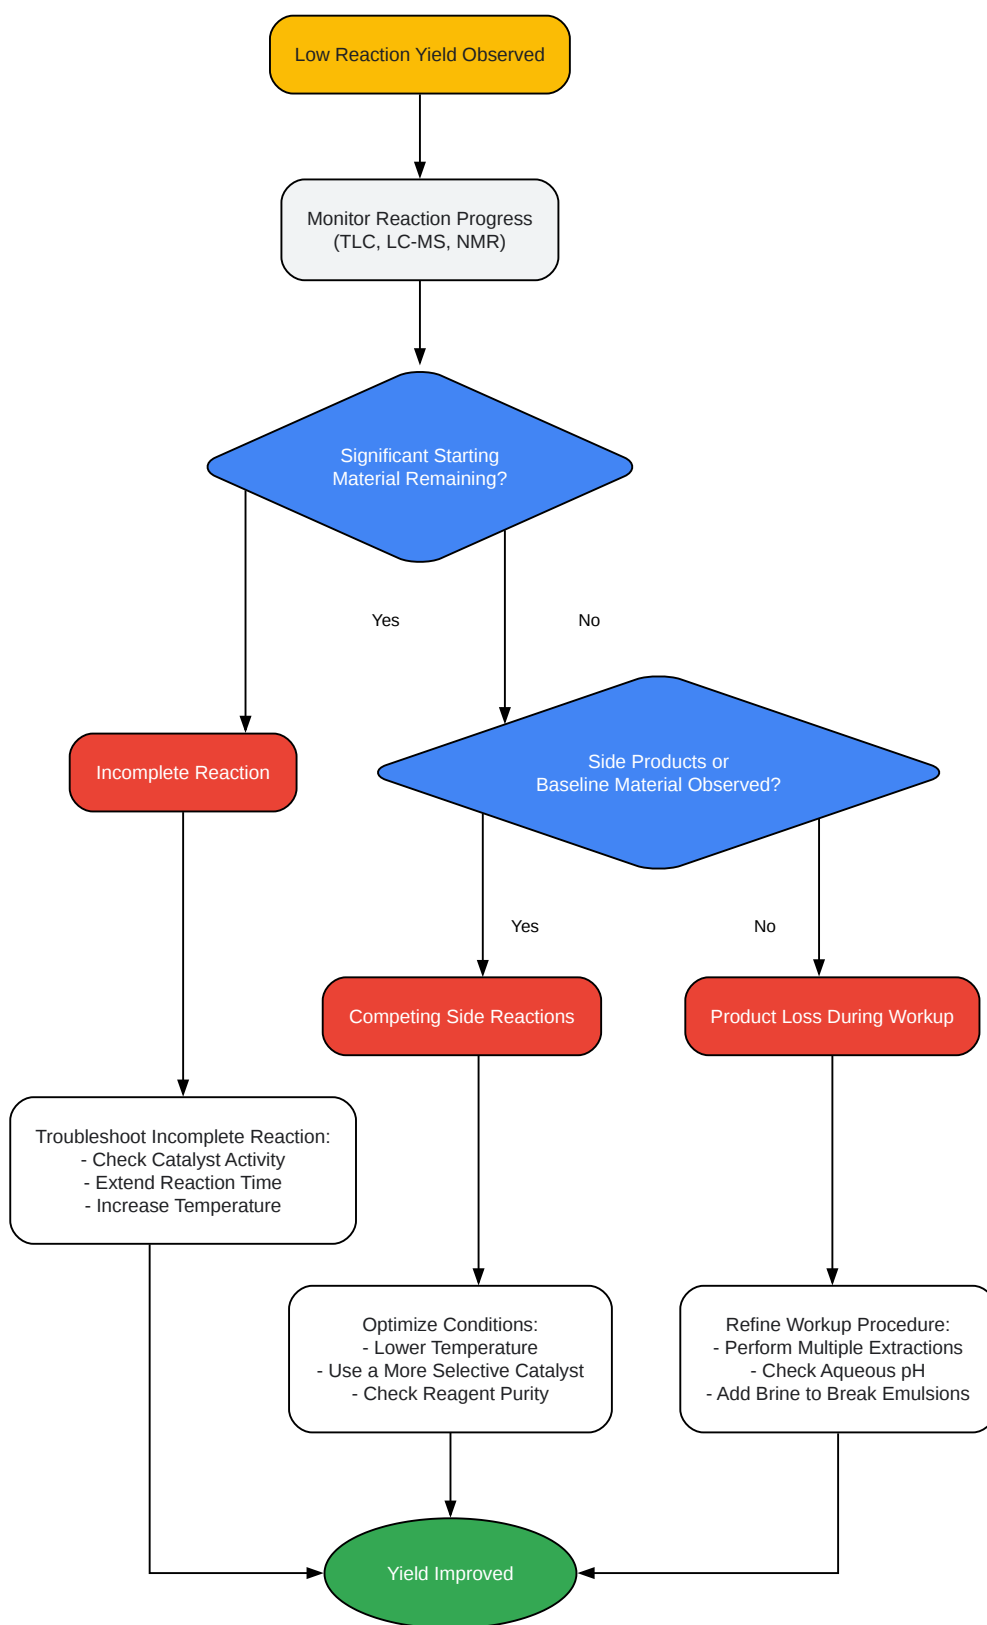 Low Reaction Yield Observed
Monitor Reaction Progress
(TLC, LC-MS, NMR)
Significant Starting
Material Remaining?
Yes
No
Incomplete Reaction
Side Products or
Baseline Material Observed?
Yes
No
Competing Side Reactions
Product Loss During Workup
Troubleshoot Incomplete Reaction:
- Check Catalyst Activity
- Extend Reaction Time
- Increase Temperature
Optimize Conditions:
- Lower Temperature
- Use a More Selective Catalyst
- Check Reagent Purity
Refine Workup Procedure:
- Perform Multiple Extractions
- Check Aqueous pH
- Add Brine to Break Emulsions
Yield Improved